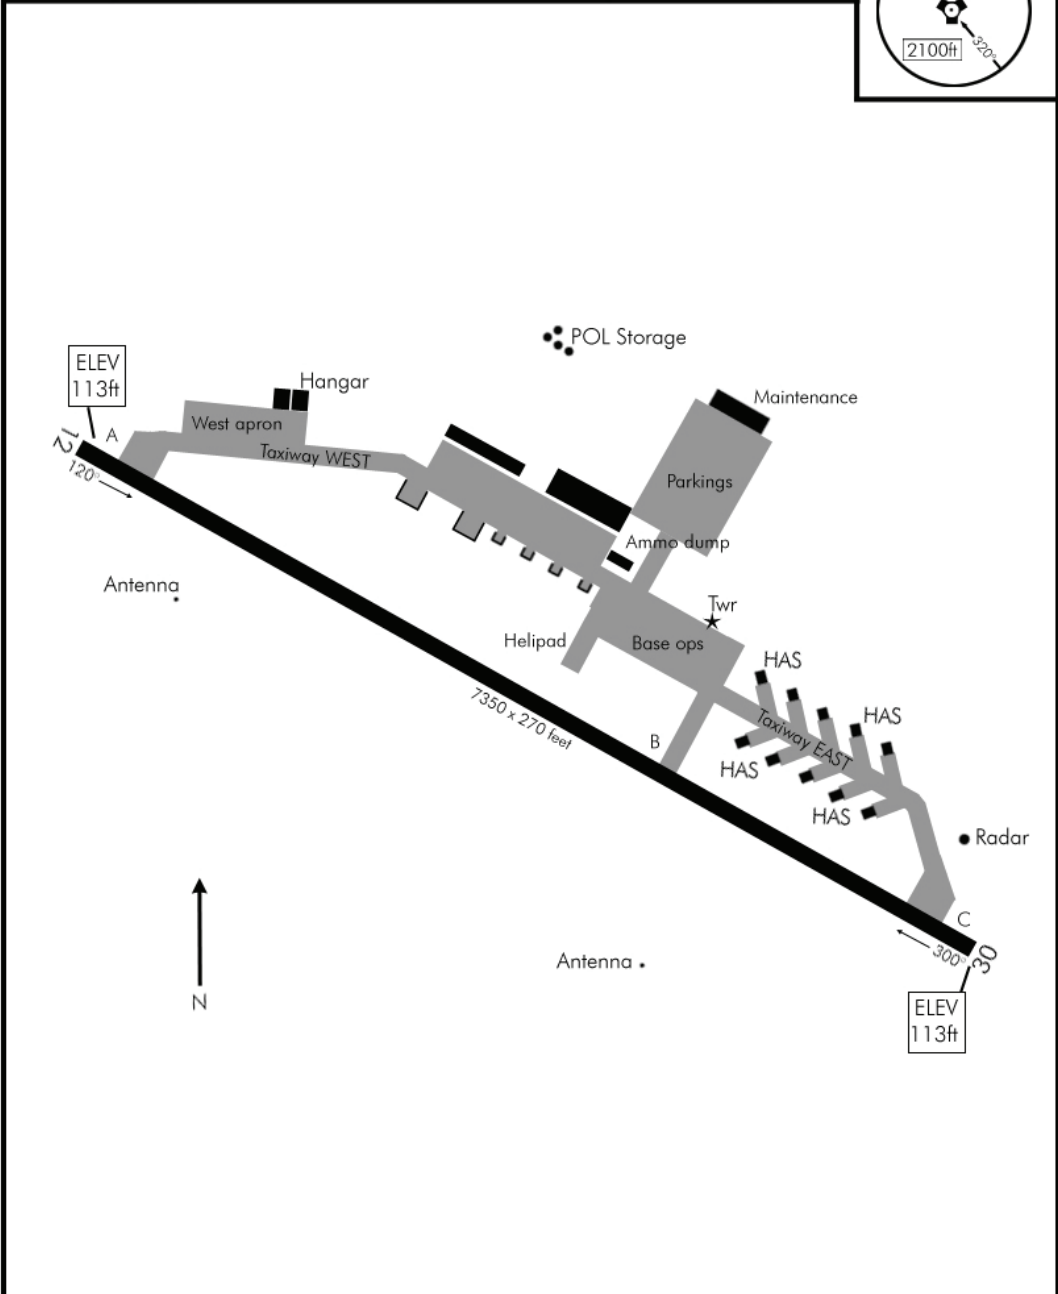 2100ft
320°
POL Storage
ELEV
113ft
Hangar
Maintenance
West apron
A
12
120°
Taxiway WEST
Parkings
Ammo dump
Antenna
Twr
Helipad
Base ops
HAS
7350 x 270 feet
B
Taxiway EAST
HAS
HAS
HAS
Radar
C
300°
30
Antenna
N
ELEV
113ft